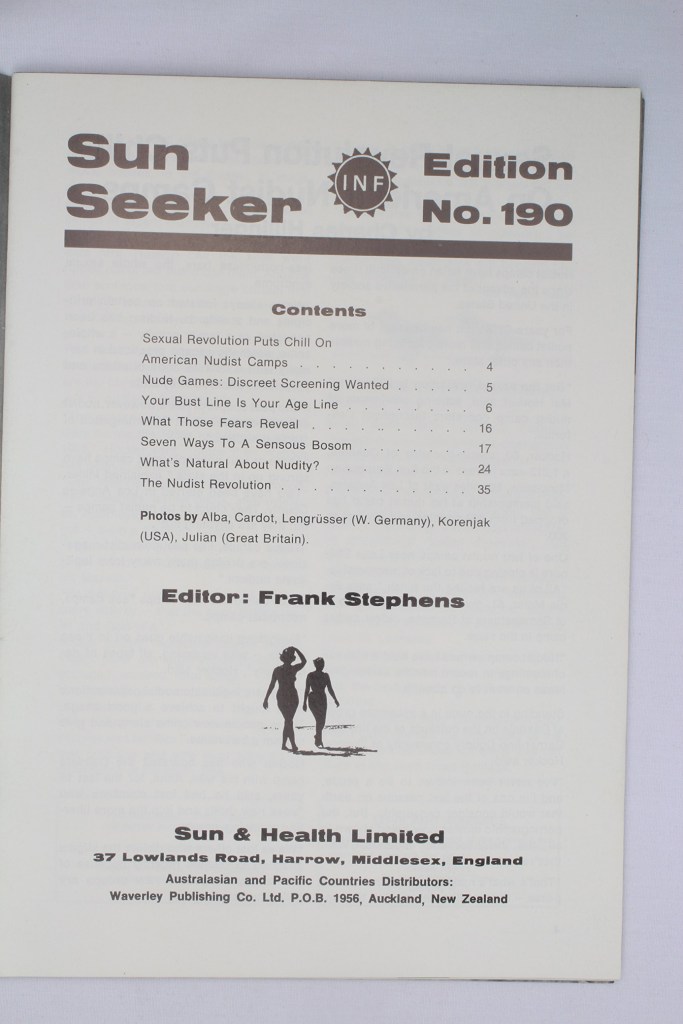 Sun
Seeker
INF
Edition
No. 190
Contents
Sexual Revolution Puts Chill On
American Nudist Camps . . . . . . . . . . . 4
Nude Games: Discreet Screening Wanted . . . . . 5
Your Bust Line Is Your Age Line . . . . . . . . 6
What Those Fears Reveal . . . . .. . . . . 16
Seven Ways To A Sensous Bosom . . . . . . . 17
What's Natural About Nudity? . . . . . . . . . 24
The Nudist Revolution . . . . . . . . . . . . 35
Photos by Alba, Cardot, Lengrüsser (W. Germany), Korenjak
(USA), Julian (Great Britain).
Editor: Frank Stephens
Sun & Health Limited
37 Lowlands Road, Harrow, Middlesex, England
Australasian and Pacific Countries Distributors:
Waverley Publishing Co. Ltd. P.O.B. 1956, Auckland, New Zealand